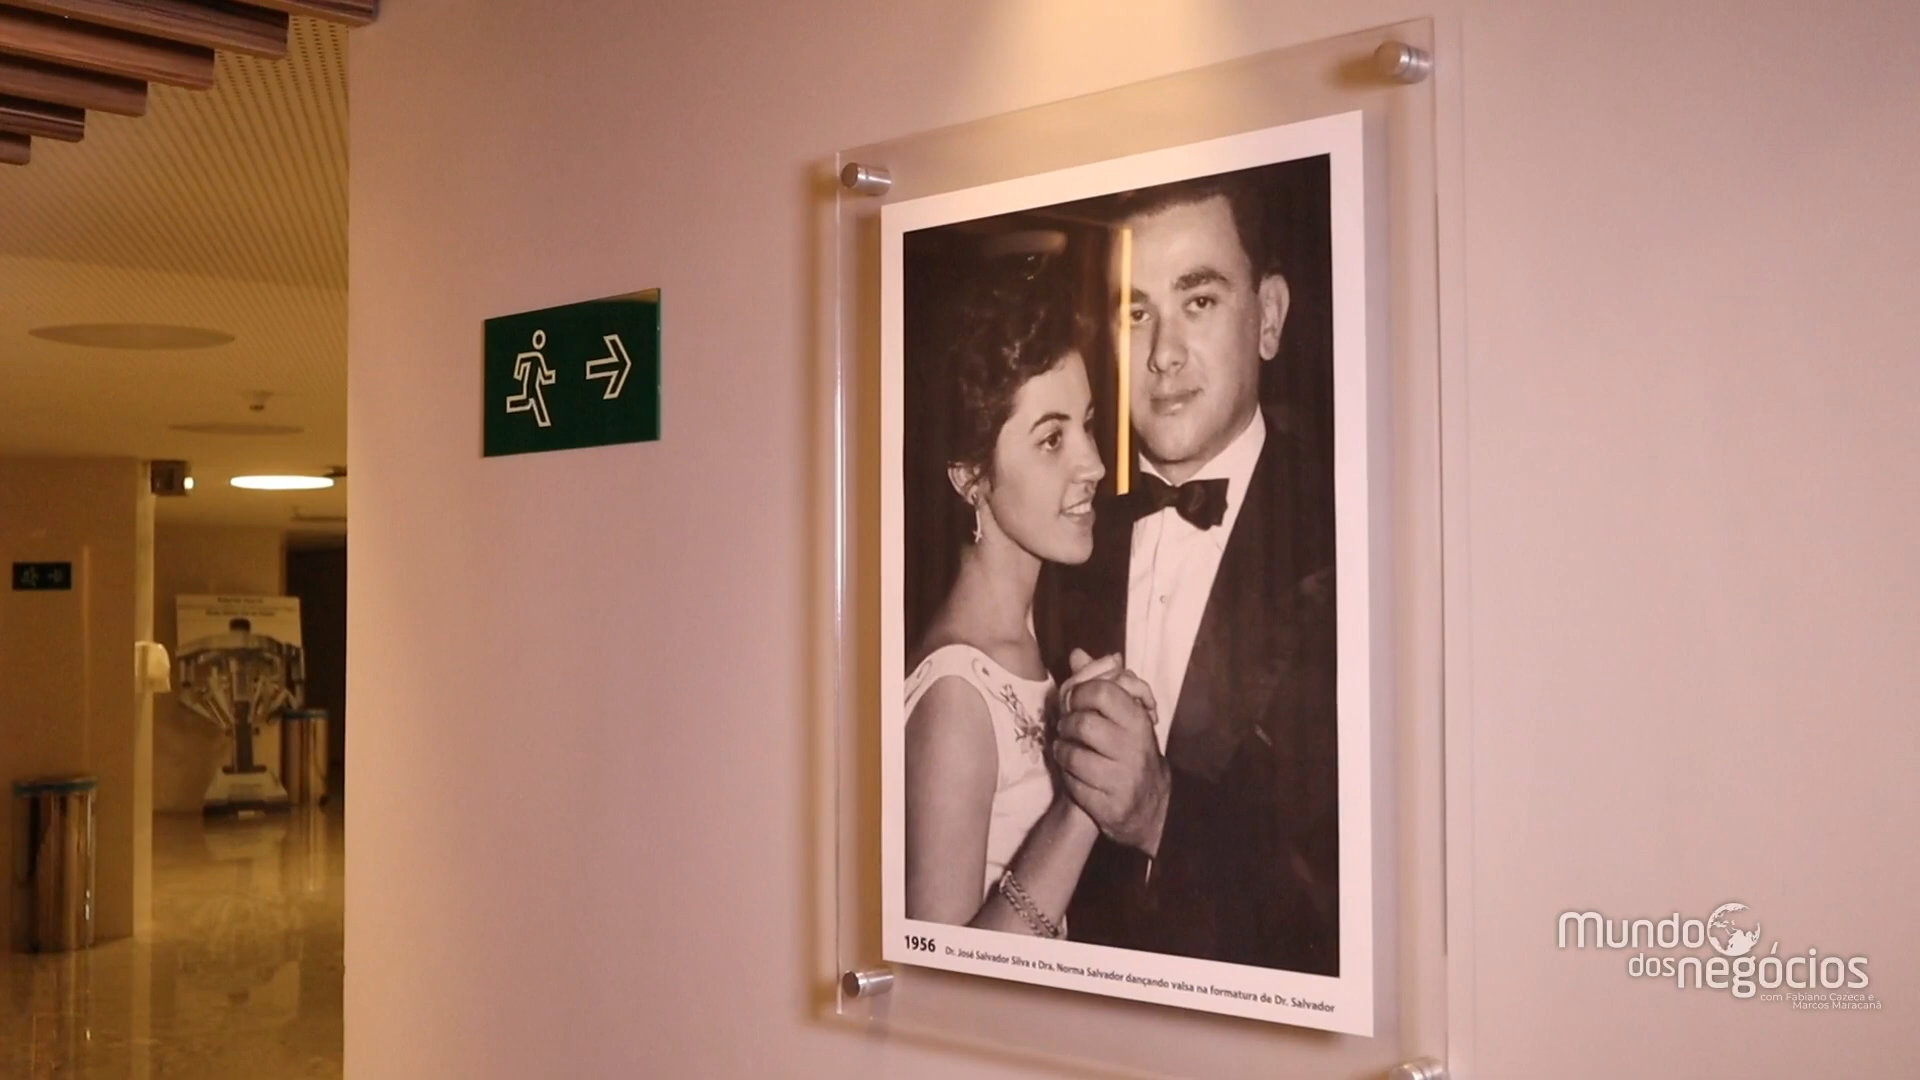 1956 Dr. José Salvador Silva e Dra. Norma Salvador dançando valsa na formatura de Dr. Salvador
Mundo
dos negócios
com Fabiano Cazeca e
Marcos Maracanã